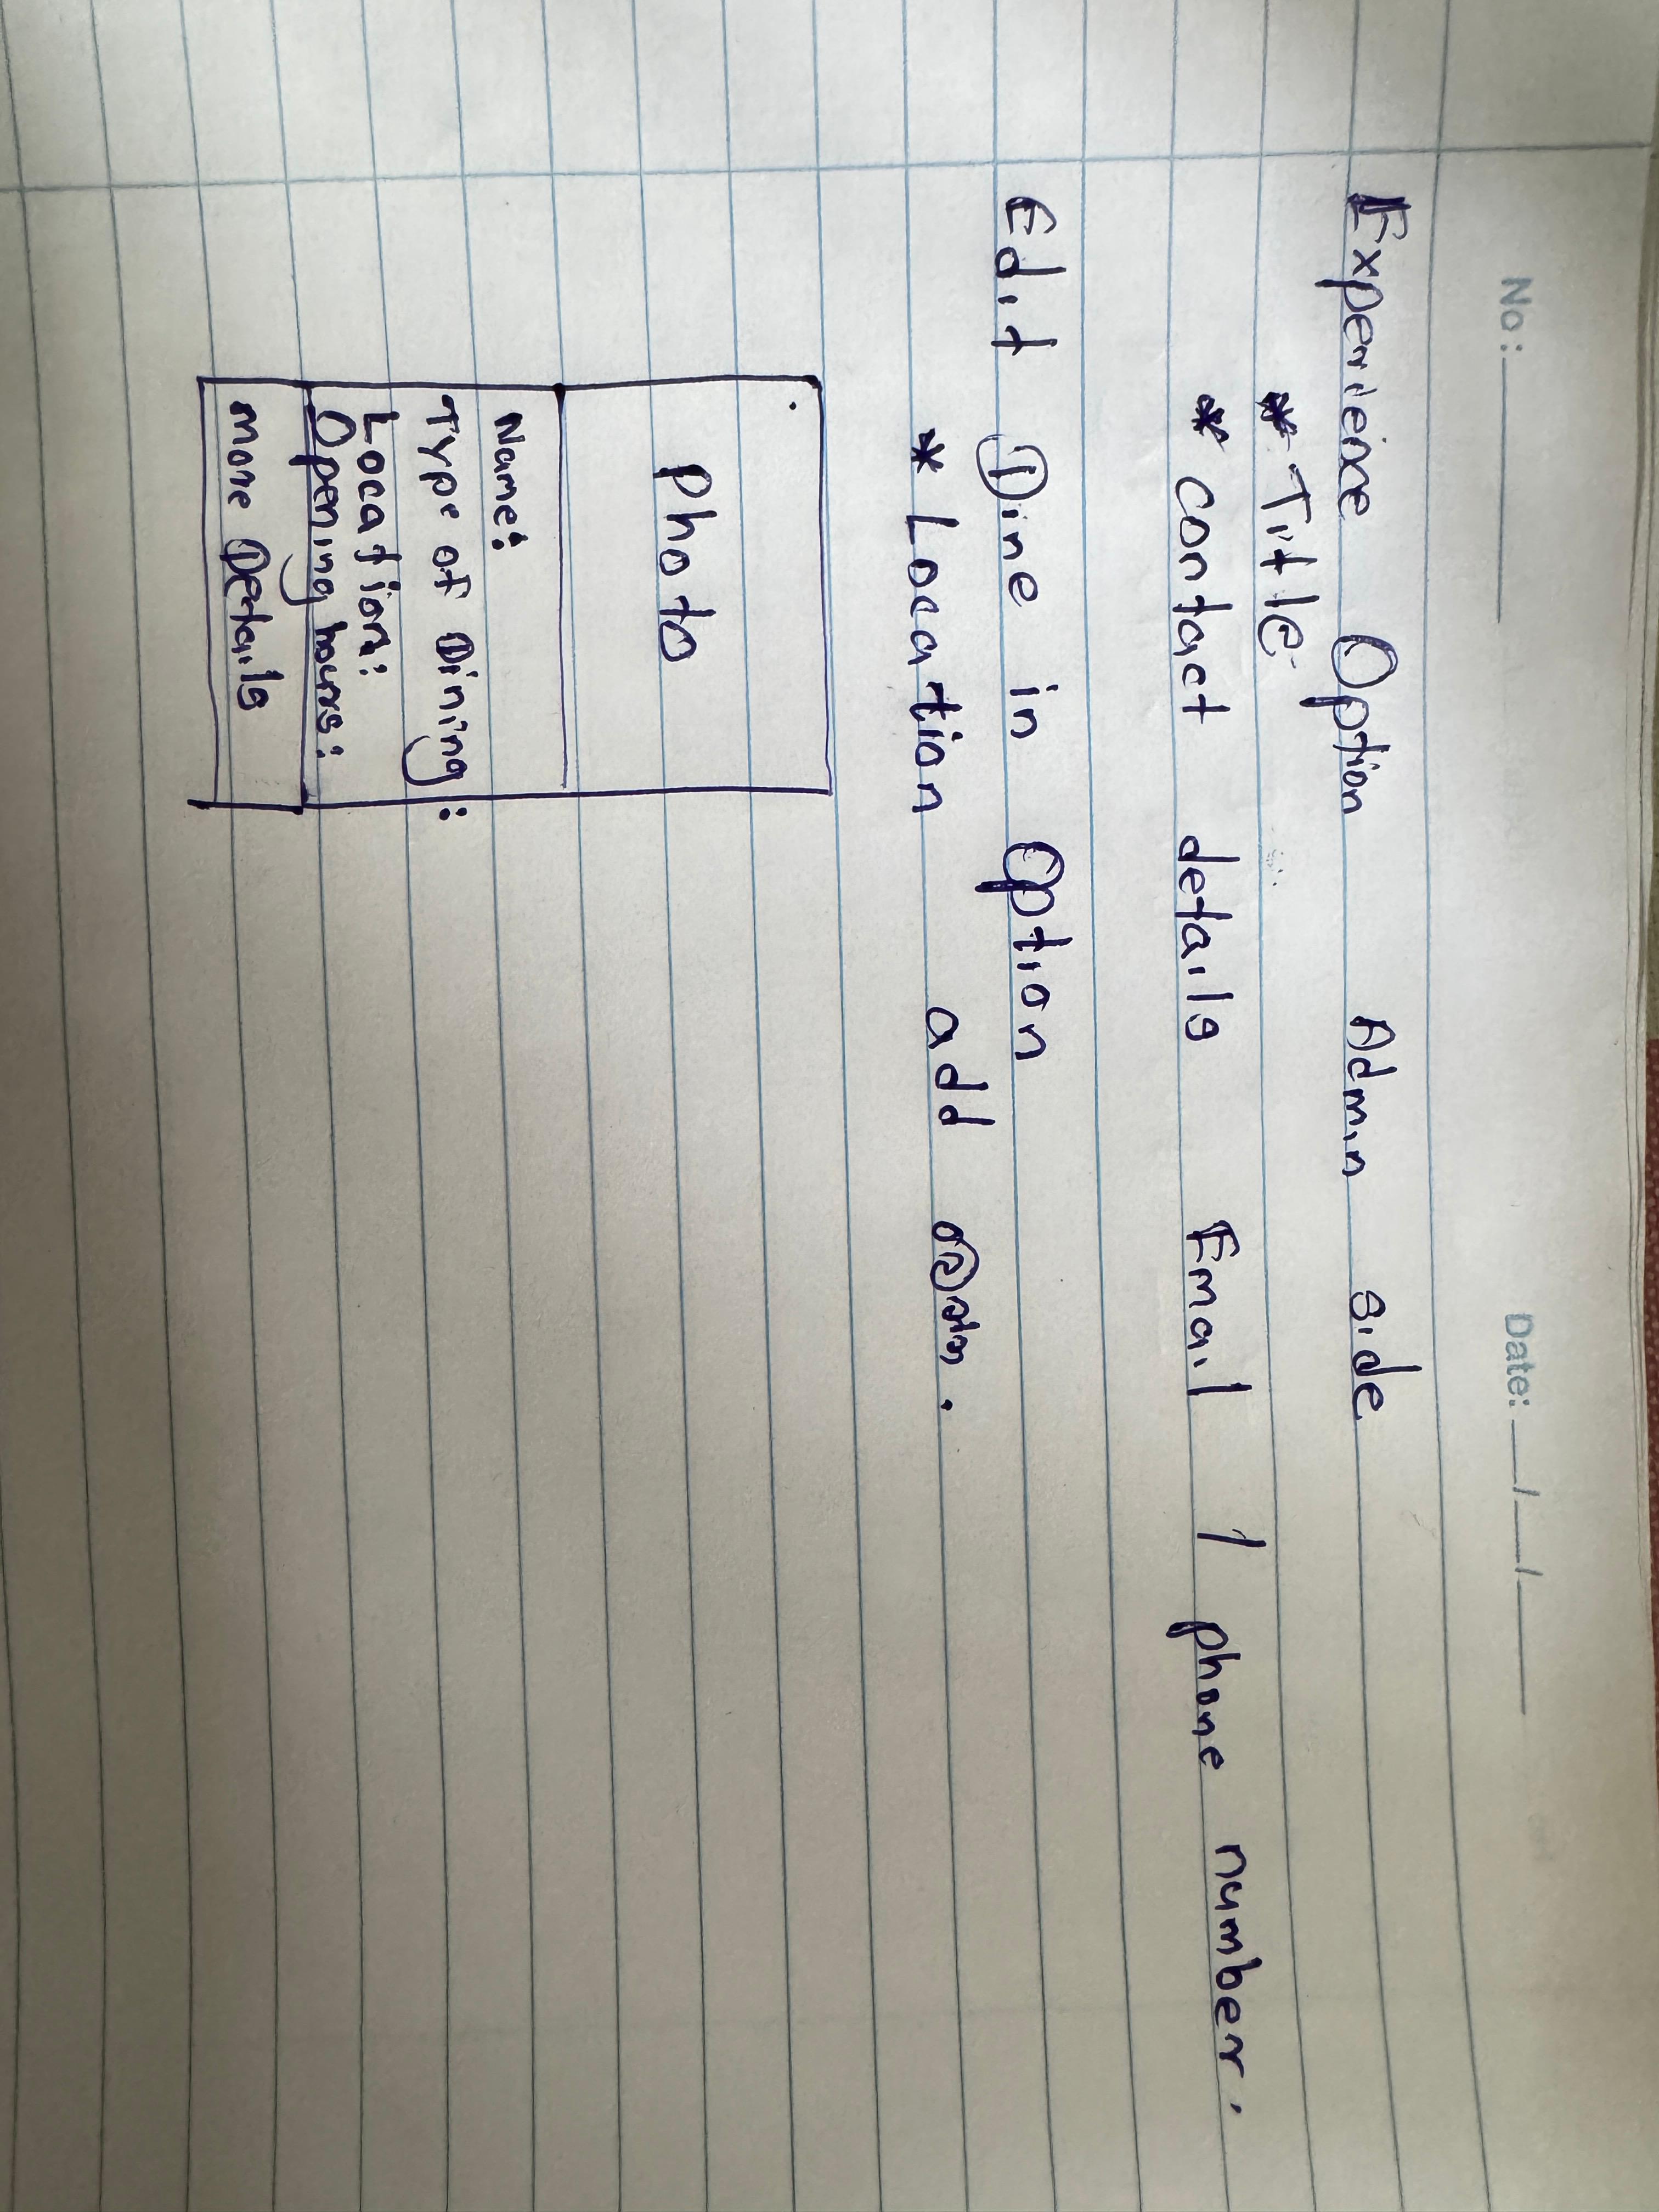 No:
Date: / /
Experience Option Admin side
* Title
* contact details Email / phone number.
Edit Dine in Option
* Location add
Photo
Name:
Type of Dining:
Location:
Opening hours:
more Details